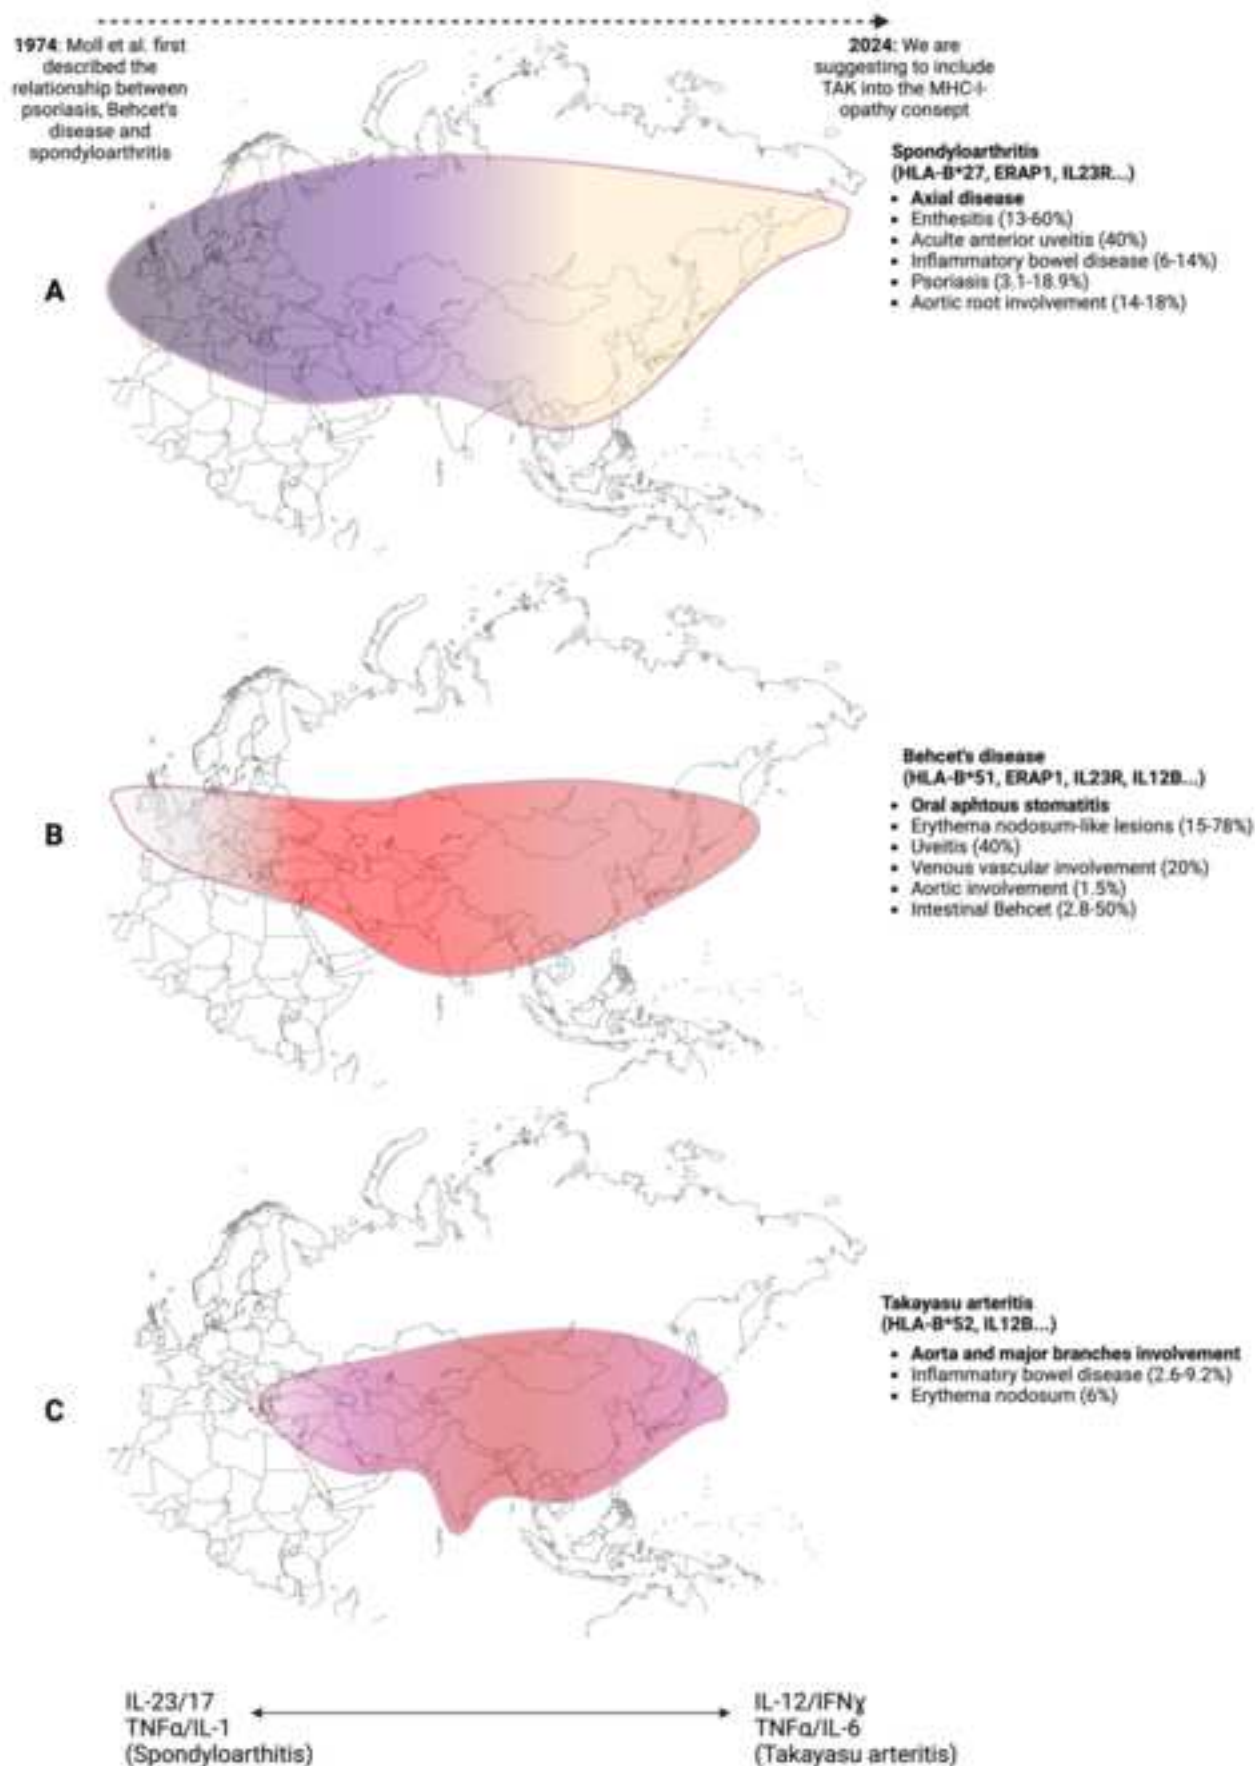 1974: Moll et al. first
described the
relationship between
psoriasis, Behcet's
disease and
spondyloarthritis
2024: We are
suggesting to include
TAK into the MHC-I-
opathy consept
A
Spondyloarthritis
(HLA-B*27, ERAP1, IL23R...)
• Axial disease
• Enthesitis (13-60%)
• Aculte anterior uveitis (40%)
• Inflammatory bowel disease (6-14%)
• Psoriasis (3.1-18.9%)
• Aortic root involvement (14-18%)
B
Behcet's disease
(HLA-B*51, ERAP1, IL23R, IL12B...)
• Oral aphtous stomatitis
• Erythema nodosum-like lesions (15-78%)
• Uveitis (40%)
• Venous vascular involvement (20%)
• Aortic involvement (1.5%)
• Intestinal Behcet (2.8-50%)
C
Takayasu arteritis
(HLA-B*52, IL12B...)
• Aorta and major branches involvement
• Inflammatiry bowel disease (2.6-9.2%)
• Erythema nodosum (6%)
IL-23/17
TNFα/IL-1
(Spondyloarthitis)
IL-12/IFNɣ
TNFα/IL-6
(Takayasu arteritis)